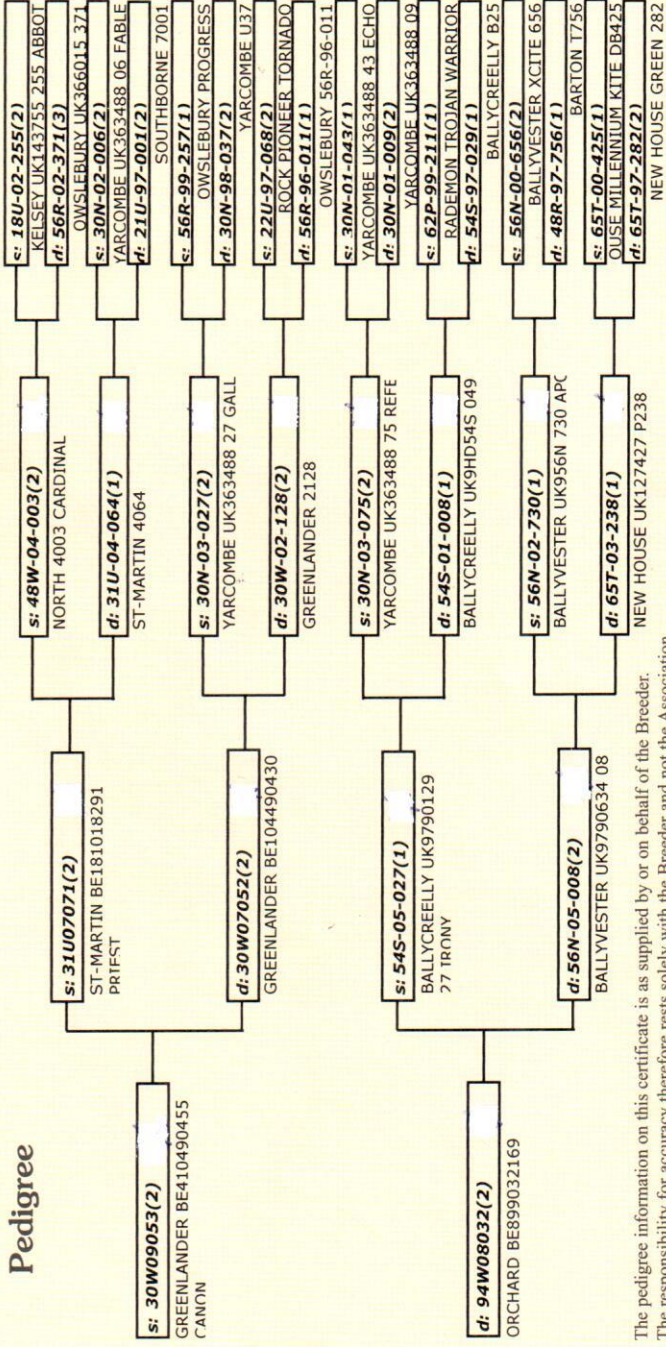 Pedigree
s: 30W09053(2)
GREENLANDER BE410490455
CANON
d: 94W08032(2)
ORCHARD BE899032169
s: 31U07071(2)
ST-MARTIN BE181018291
PRIEST
d: 30W07052(2)
GREENLANDER BE104490430
s: 54S-05-027(1)
BALLYCREELLY UK9790129
27 IRONY
d: 56N-05-008(2)
BALLYVESTER UK9790634 08
s: 48W-04-003(2)
NORTH 4003 CARDINAL
d: 31U-04-064(1)
ST-MARTIN 4064
s: 30N-03-027(2)
YARCOMBE UK363488 27 GALL
d: 30W-02-128(2)
GREENLANDER 2128
s: 30N-03-075(2)
YARCOMBE UK363488 75 REFE
d: 54S-01-008(1)
BALLYCREELLY UK9HD54S 049
s: 56N-02-730(1)
BALLYVESTER UK956N 730 APO
d: 65T-03-238(1)
NEW HOUSE UK127427 P238
s: 18U-02-255(2)
KELSEY UK143755 255 ABBOT
d: 56R-02-371(3)
OWSLEBURY UK366015 371
s: 30N-02-006(2)
YARCOMBE UK363488 06 FABLE
d: 21U-97-001(2)
SOUTHBORNE 7001
s: 56R-99-257(1)
OWSLEBURY PROGRESS
d: 30N-98-037(2)
YARCOMBE U37
s: 22U-97-068(2)
ROCK PIONEER TORNADO
d: 56R-96-011(1)
OWSLEBURY 56R-96-011
s: 30N-01-043(1)
YARCOMBE UK363488 43 ECHO
d: 30N-01-009(2)
YARCOMBE UK363488 09
s: 62P-99-211(1)
RADEMON TROJAN WARRIOR
d: 54S-97-029(1)
BALLYCREELLY B25
s: 56N-00-656(2)
BALLYVESTER XCITE 656
d: 48R-97-756(1)
BARTON T756
s: 65T-00-425(1)
OUSE MILLENNIUM KITE DB425
d: 65T-97-282(2)
NEW HOUSE GREEN 282
The pedigree information on this certificate is as supplied by or on behalf of the Breeder.
The responsibility for accuracy therefore rests solely with the Breeder and not the Association